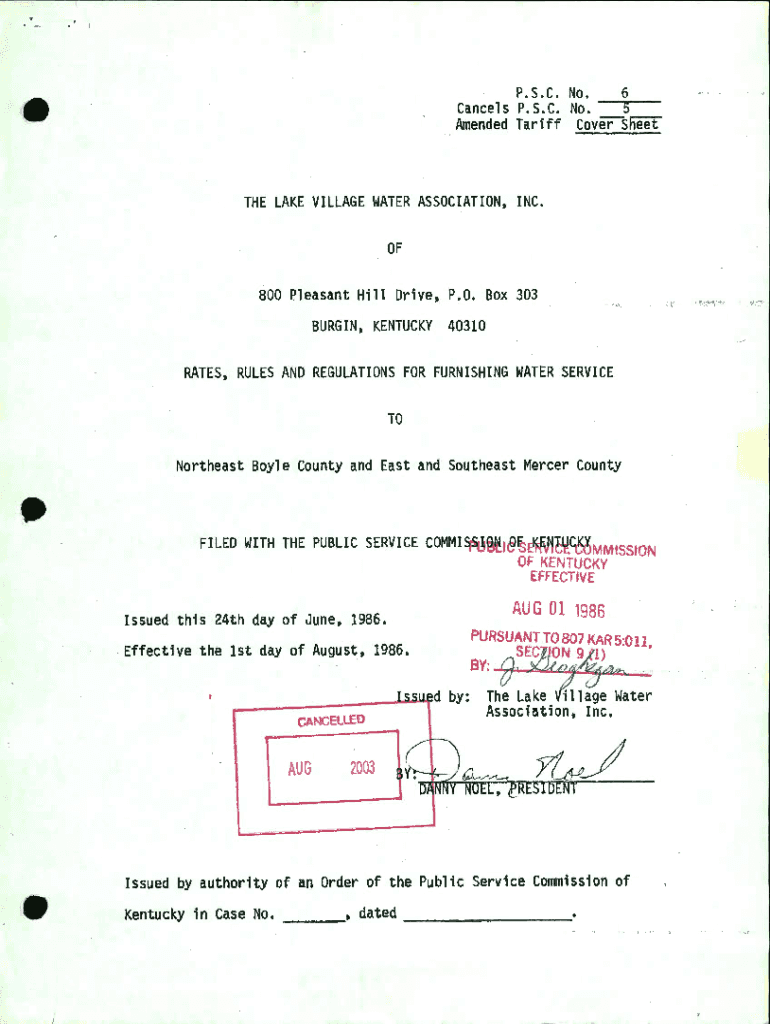 P.S.C. No. 6
Cancels P.S.C. No. 5
Amended Tariff Cover Sheet
THE LAKE VILLAGE WATER ASSOCIATION, INC.
OF
800 Pleasant Hill Drive, P.O. Box 303
BURGIN, KENTUCKY 40310
RATES, RULES AND REGULATIONS FOR FURNISHING WATER SERVICE
TO
Northeast Boyle County and East and Southeast Mercer County
FILED WITH THE PUBLIC SERVICE COMMISSION OF KENTUCKY
PUBLIC SERVICE COMMISSION
OF KENTUCKY
EFFECTIVE
AUG 01 1986
Issued this 24th day of June, 1986.
PURSUANT TO 807 KAR 5:011,
Effective the 1st day of August, 1986.
SECTION 9 (1)
BY: J. Geoghegan
Issued by: The Lake Village Water
Association, Inc.
CANCELLED
AUG 2003
BY: Danny Noel
DANNY NOEL, PRESIDENT
Issued by authority of an Order of the Public Service Commission of
Kentucky in Case No. ________, dated ____________________.